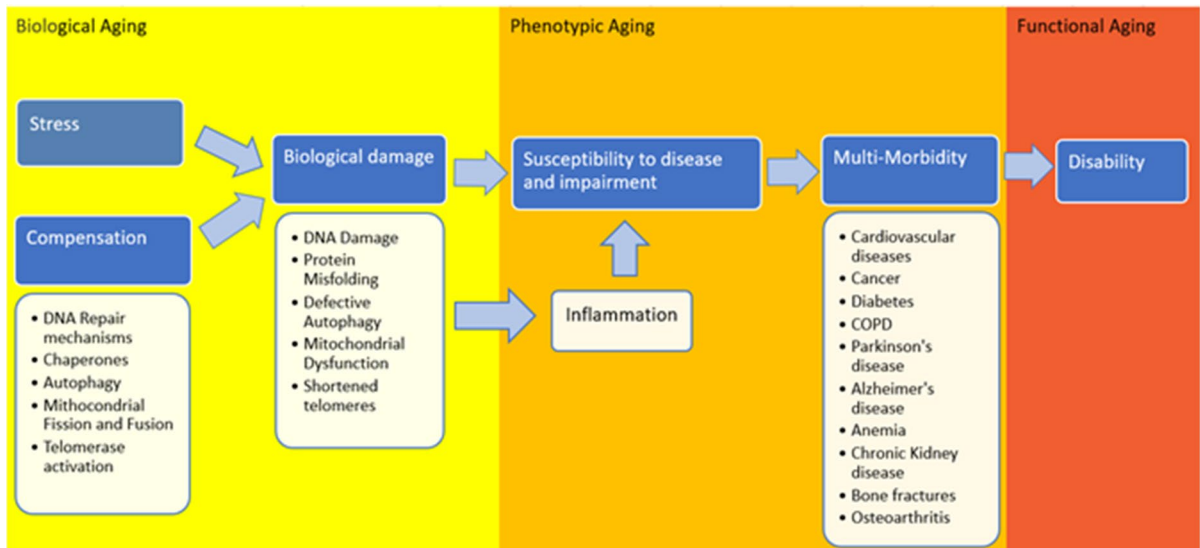 Biological Aging
Stress
Compensation
• DNA Repair
mechanisms
• Chaperones
• Autophagy
• Mithocondrial
Fission and Fusion
• Telomerase
activation
Biological damage
• DNA Damage
• Protein
Misfolding
• Defective
Autophagy
• Mitochondrial
Dysfunction
• Shortened
telomeres
Phenotypic Aging
Susceptibility to disease
and impairment
Inflammation
Multi-Morbidity
• Cardiovascular
diseases
• Cancer
• Diabetes
• COPD
• Parkinson's
disease
• Alzheimer's
disease
• Anemia
• Chronic Kidney
disease
• Bone fractures
• Osteoarthritis
Functional Aging
Disability